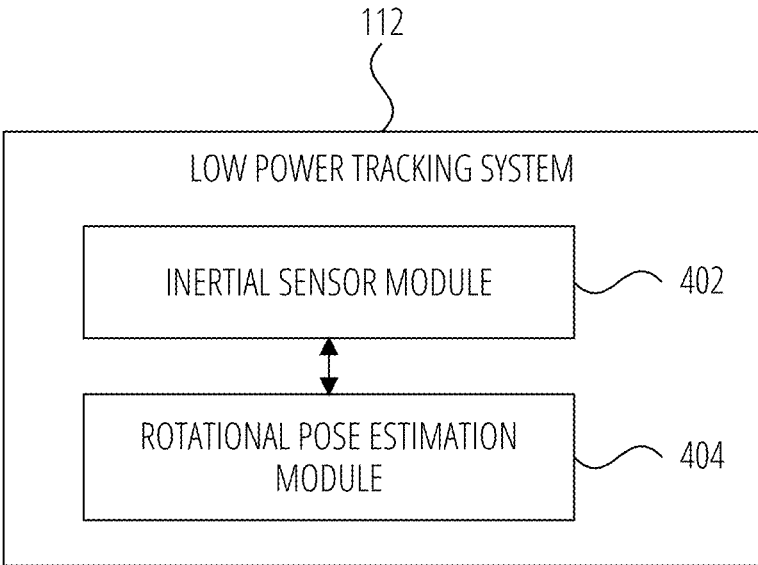 112
LOW POWER TRACKING SYSTEM
INERTIAL SENSOR MODULE
402
ROTATIONAL POSE ESTIMATION
MODULE
404